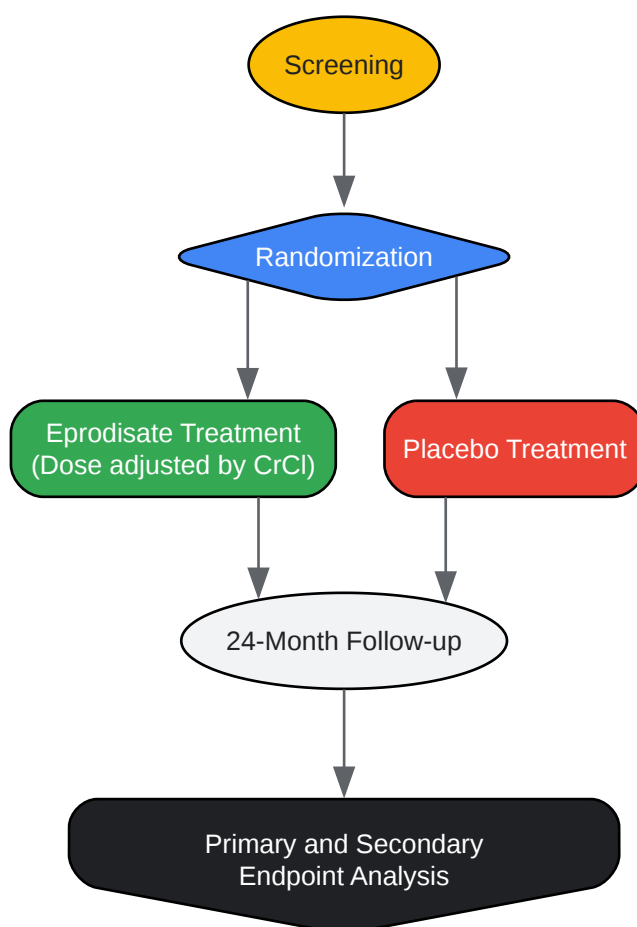 Screening
Randomization
Eprodisate Treatment
(Dose adjusted by CrCl)
Placebo Treatment
24-Month Follow-up
Primary and Secondary
Endpoint Analysis